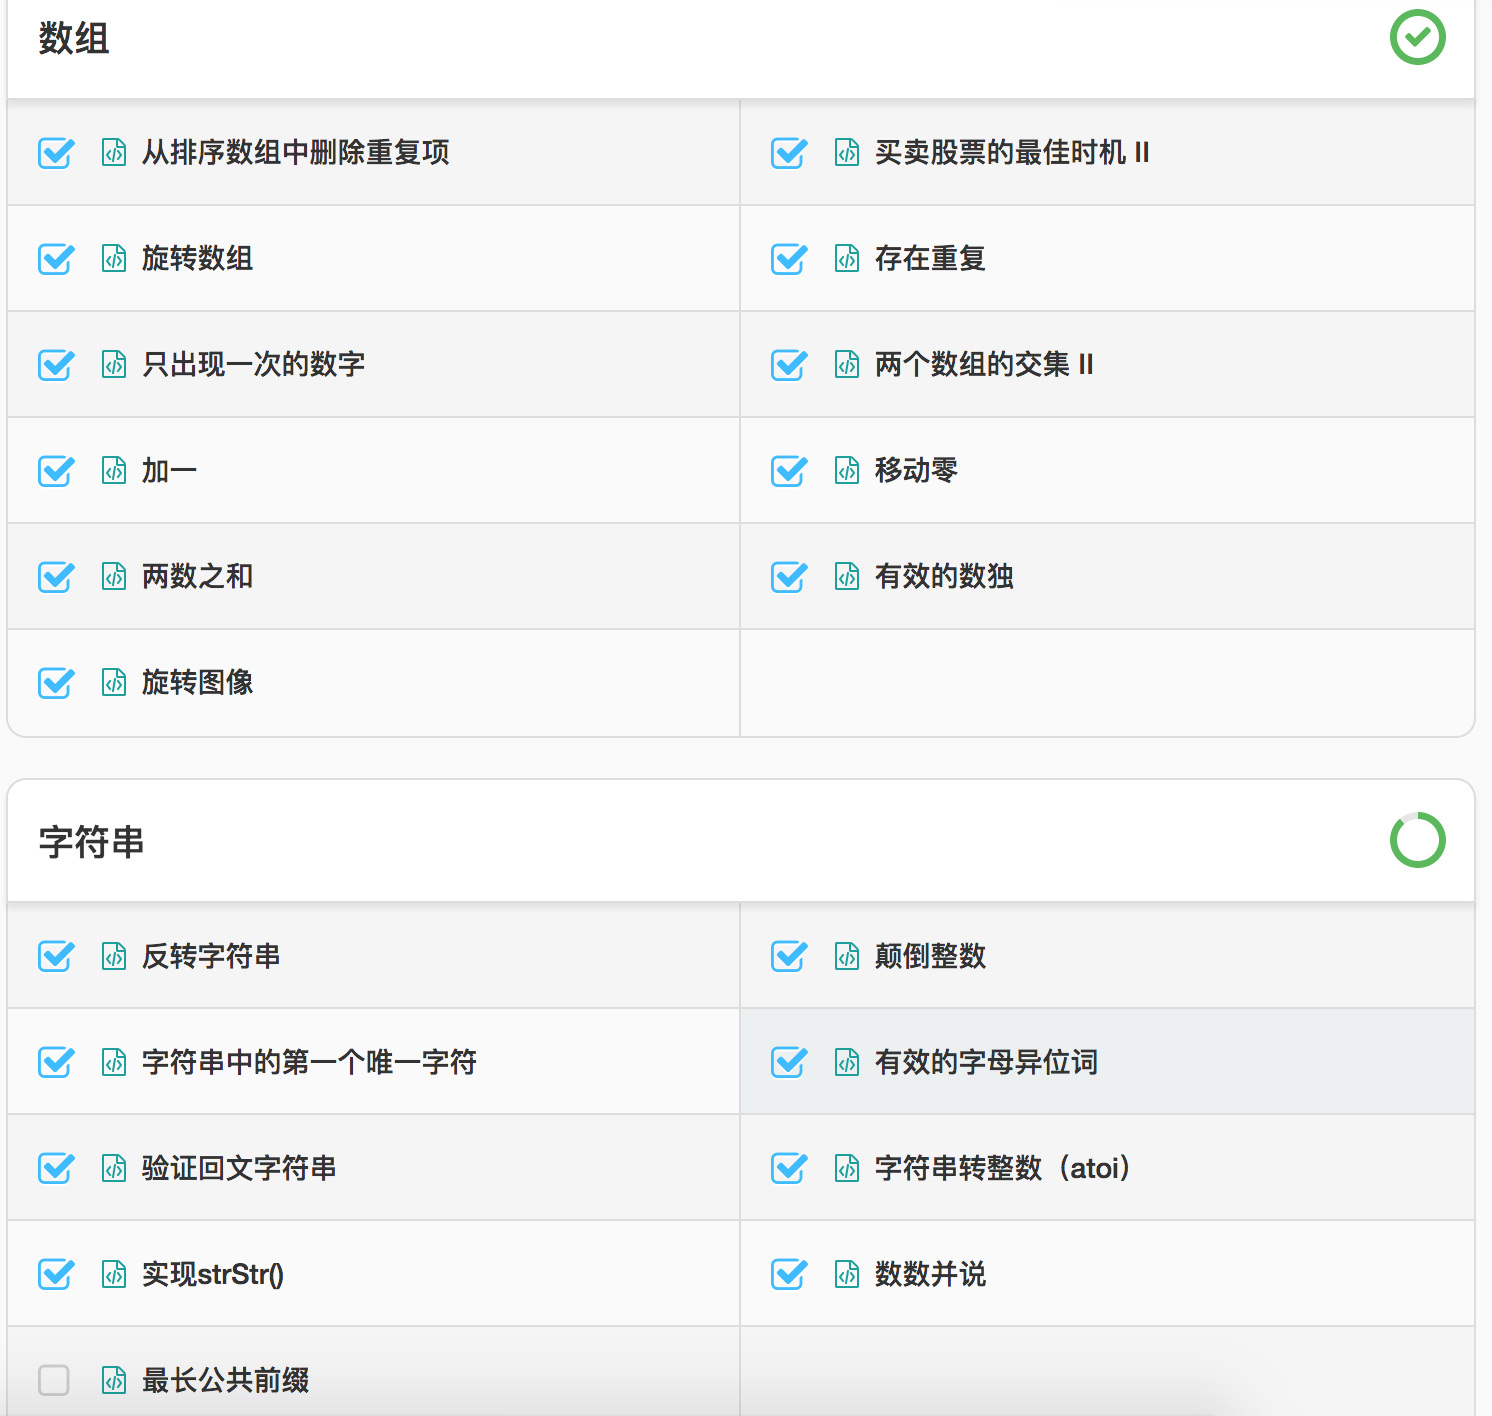 数组
从排序数组中删除重复项
买卖股票的最佳时机 II
旋转数组
存在重复
只出现一次的数字
两个数组的交集 II
加一
移动零
两数之和
有效的数独
旋转图像
字符串
反转字符串
颠倒整数
字符串中的第一个唯一字符
有效的字母异位词
验证回文字符串
字符串转整数（atoi）
实现strStr()
数数并说
最长公共前缀